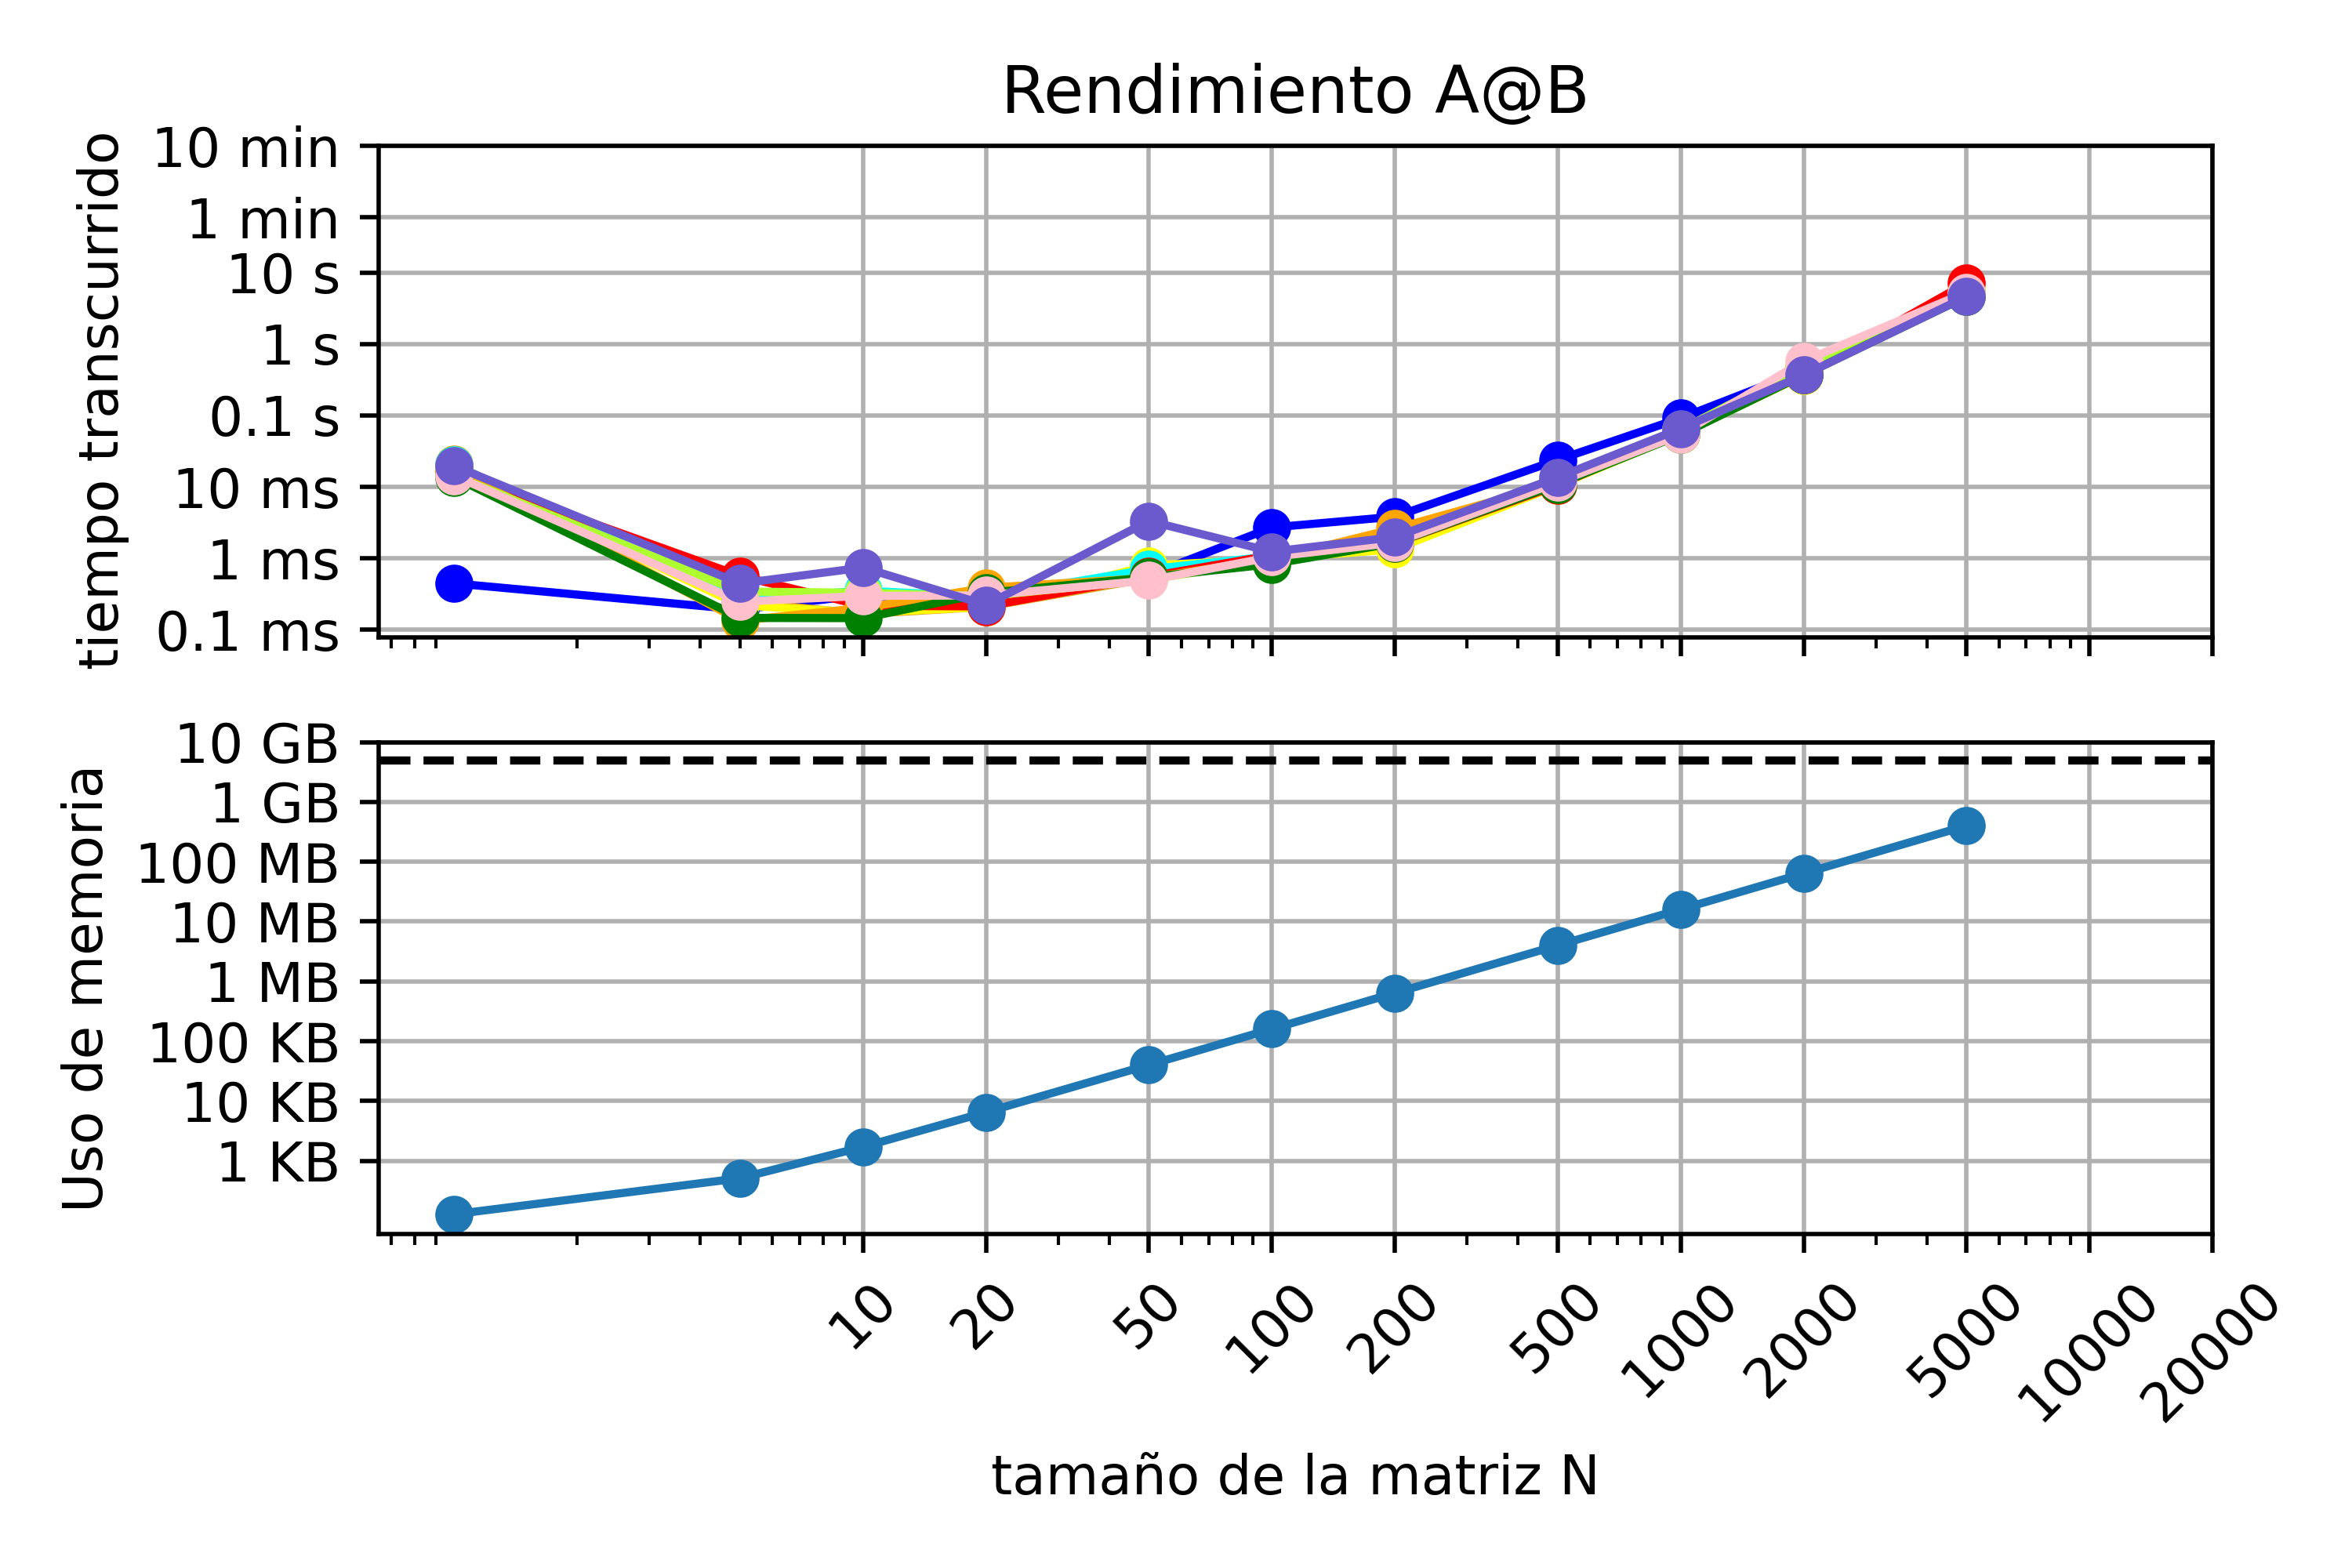 Rendimiento A@B
tiempo transcurrido
10 min
1 min
10 s
1 s
0.1 s
10 ms
1 ms
0.1 ms
Uso de memoria
10 GB
1 GB
100 MB
10 MB
1 MB
100 KB
10 KB
1 KB
10
20
50
100
200
500
1000
2000
5000
10000
20000
tamaño de la matriz N